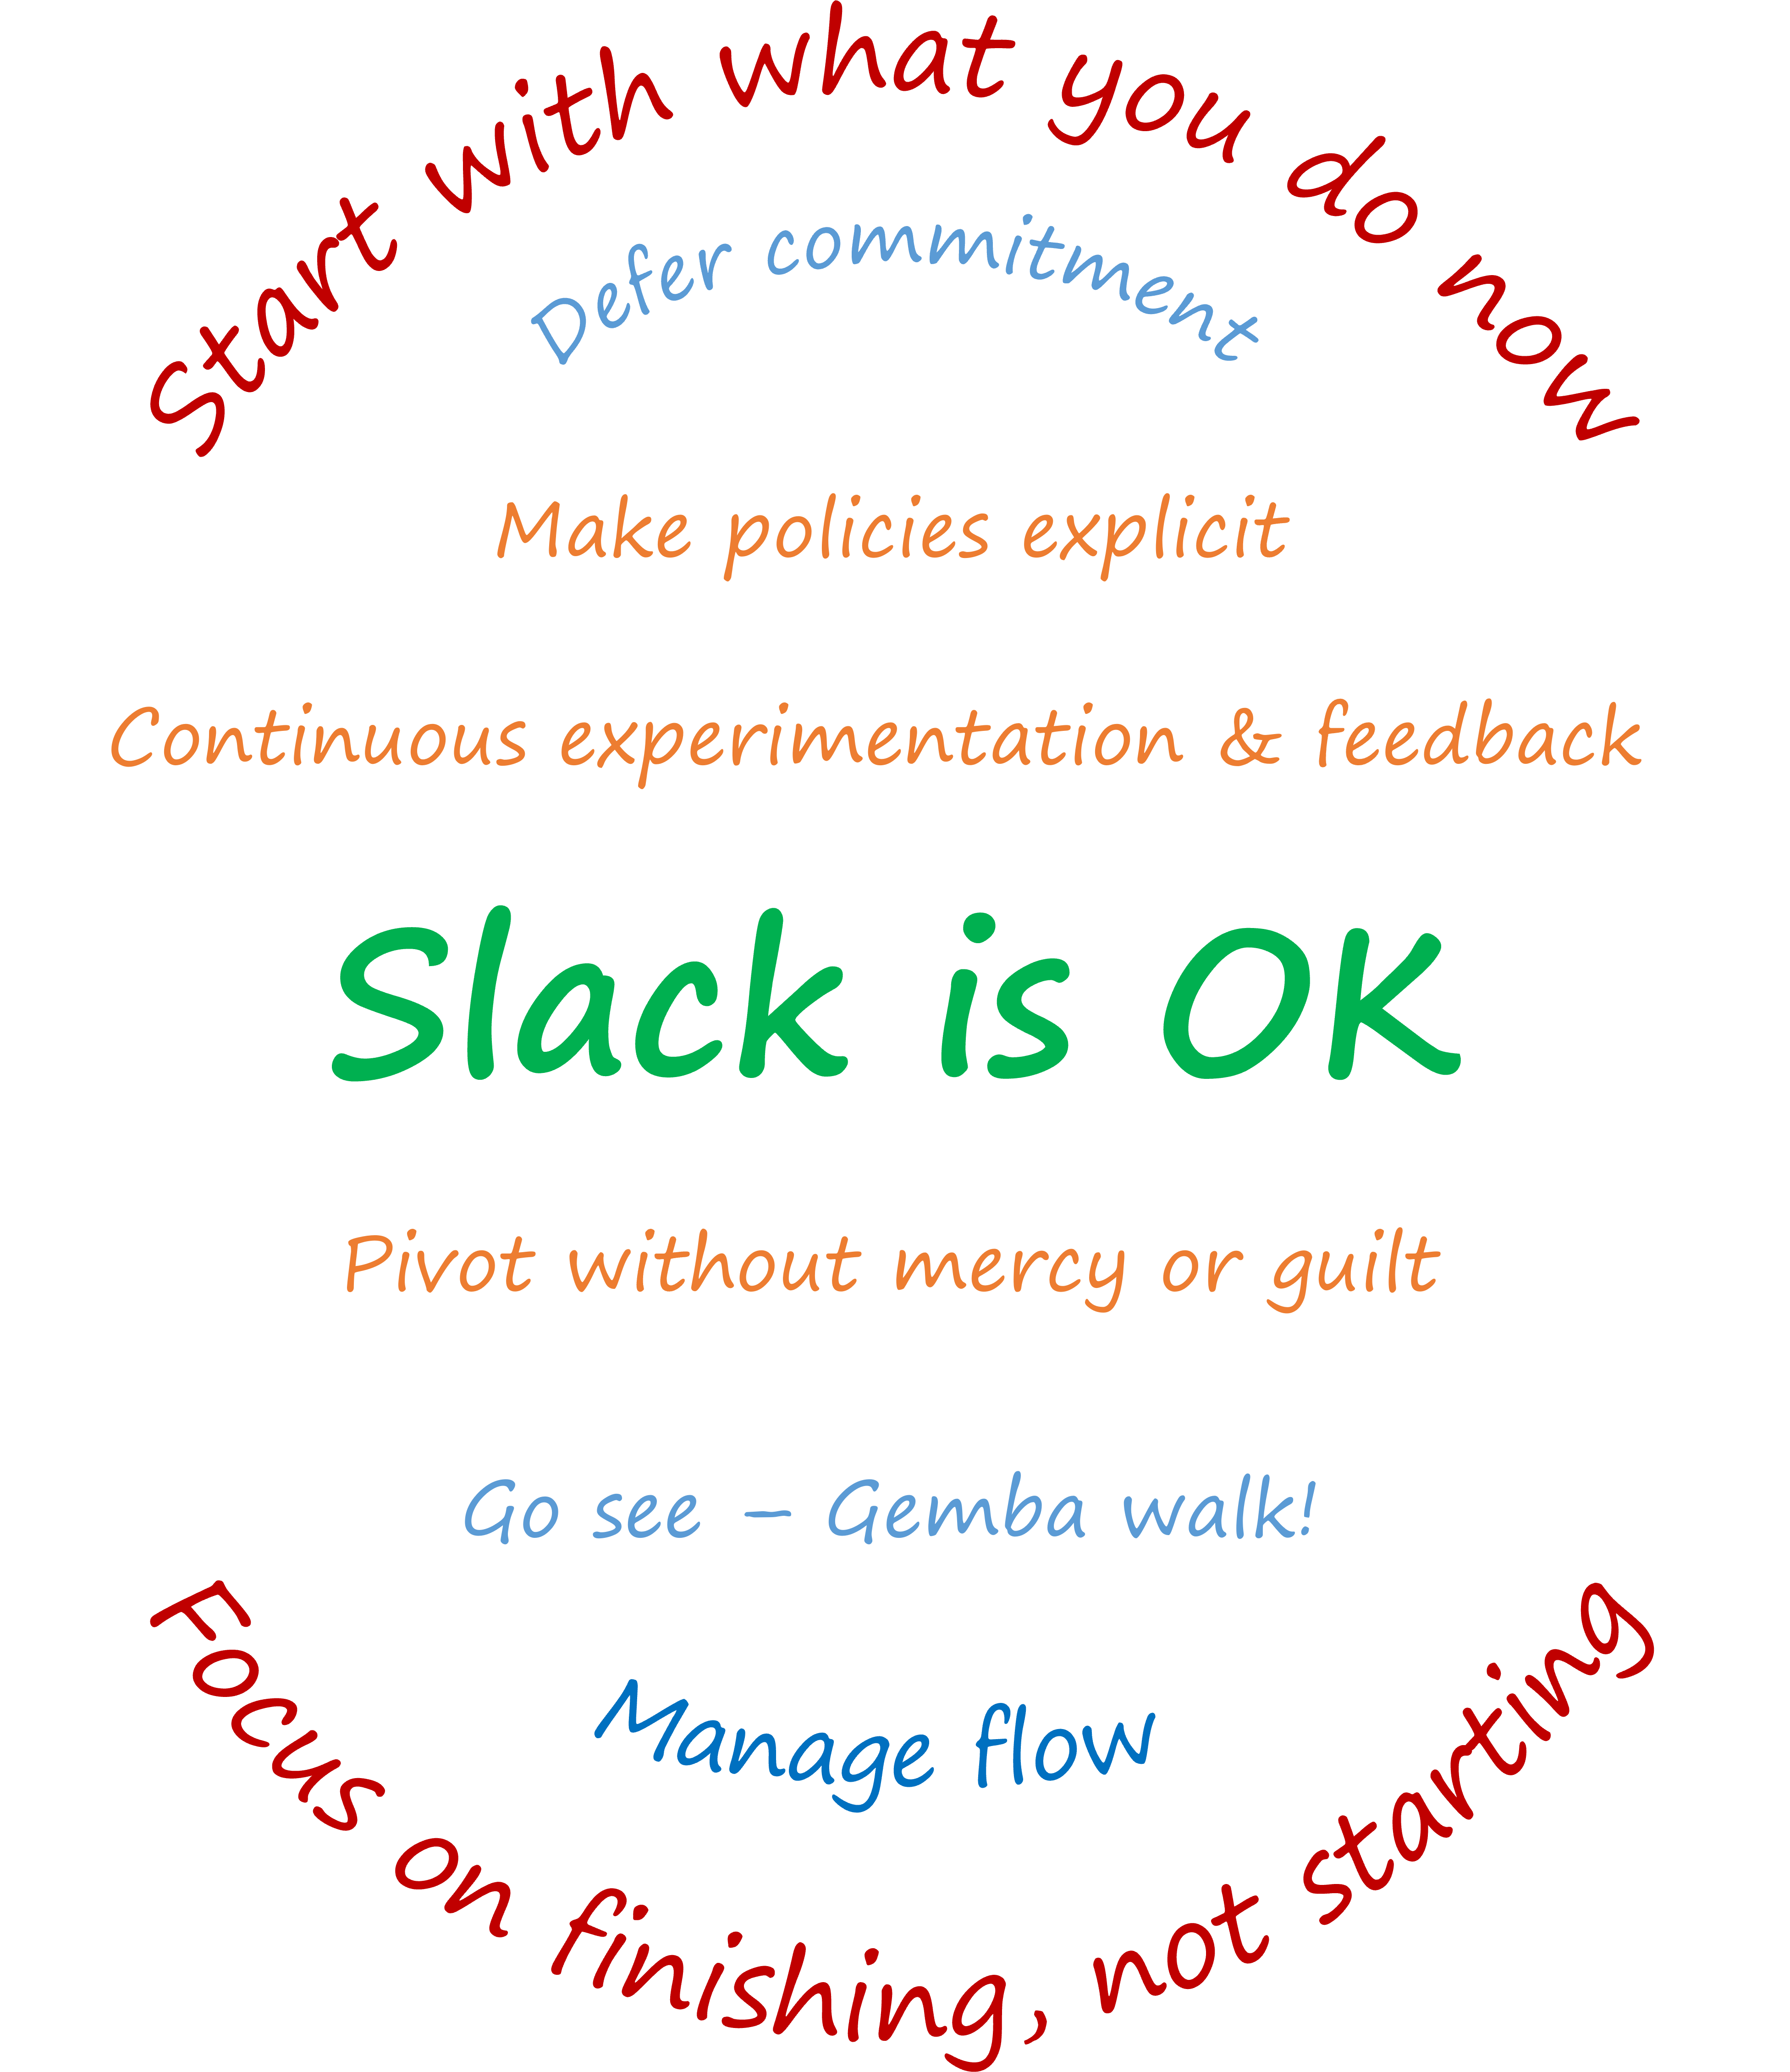 Start with what you do now
Defer commitment
Make policies explicit
Continuous experimentation & feedback
Slack is OK
Pivot without mercy or guilt
Go see – Gemba walk!
Manage flow
Focus on finishing, not starting